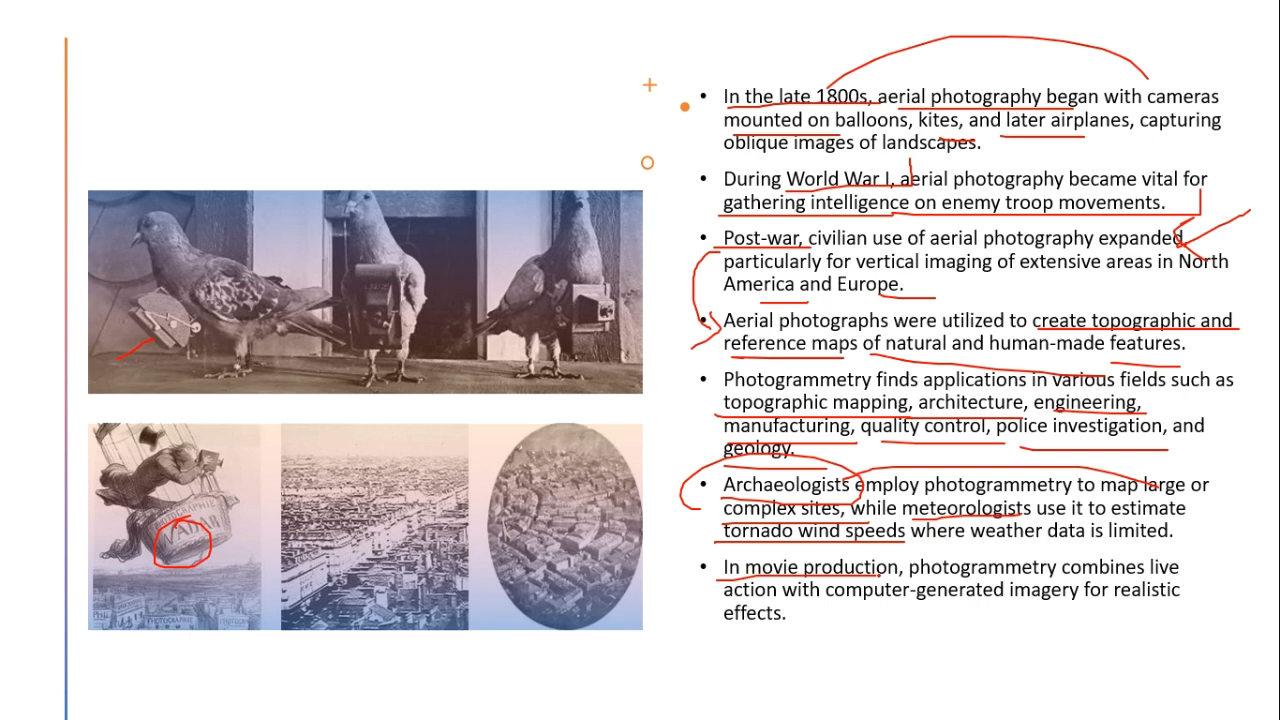 • In the late 1800s, aerial photography began with cameras
mounted on balloons, kites, and later airplanes, capturing
oblique images of landscapes.
• During World War I, aerial photography became vital for
gathering intelligence on enemy troop movements.
• Post-war, civilian use of aerial photography expanded,
particularly for vertical imaging of extensive areas in North
America and Europe.
• Aerial photographs were utilized to create topographic and
reference maps of natural and human-made features.
• Photogrammetry finds applications in various fields such as
topographic mapping, architecture, engineering,
manufacturing, quality control, police investigation, and
geology.
• Archaeologists employ photogrammetry to map large or
complex sites, while meteorologists use it to estimate
tornado wind speeds where weather data is limited.
• In movie production, photogrammetry combines live
action with computer-generated imagery for realistic
effects.
NADAR
PHOTOGRAPHIE